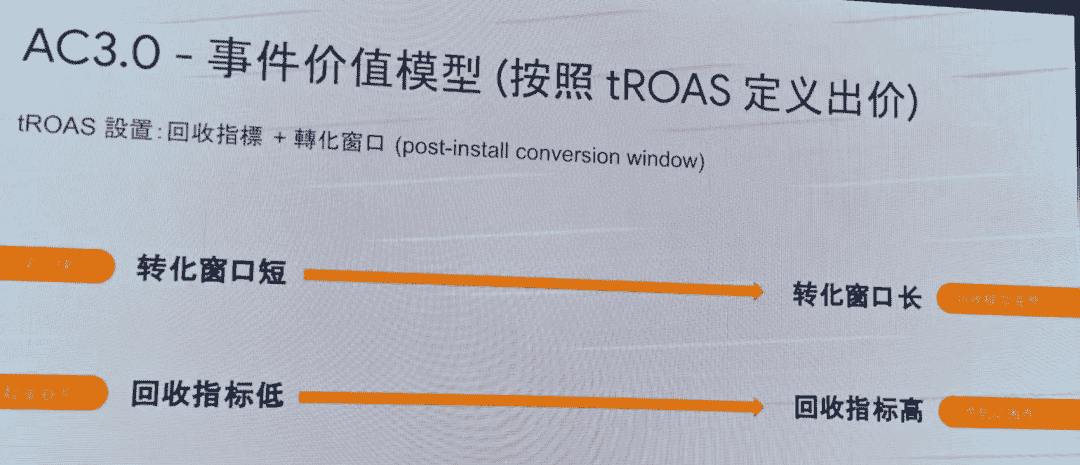 AC3.0 - 事件价值模型 (按照 tROAS 定义出价)
tROAS 設置：回收指標 + 轉化窗口 (post-install conversion window)
转化窗口短
转化窗口长
回收指标低
回收指标高